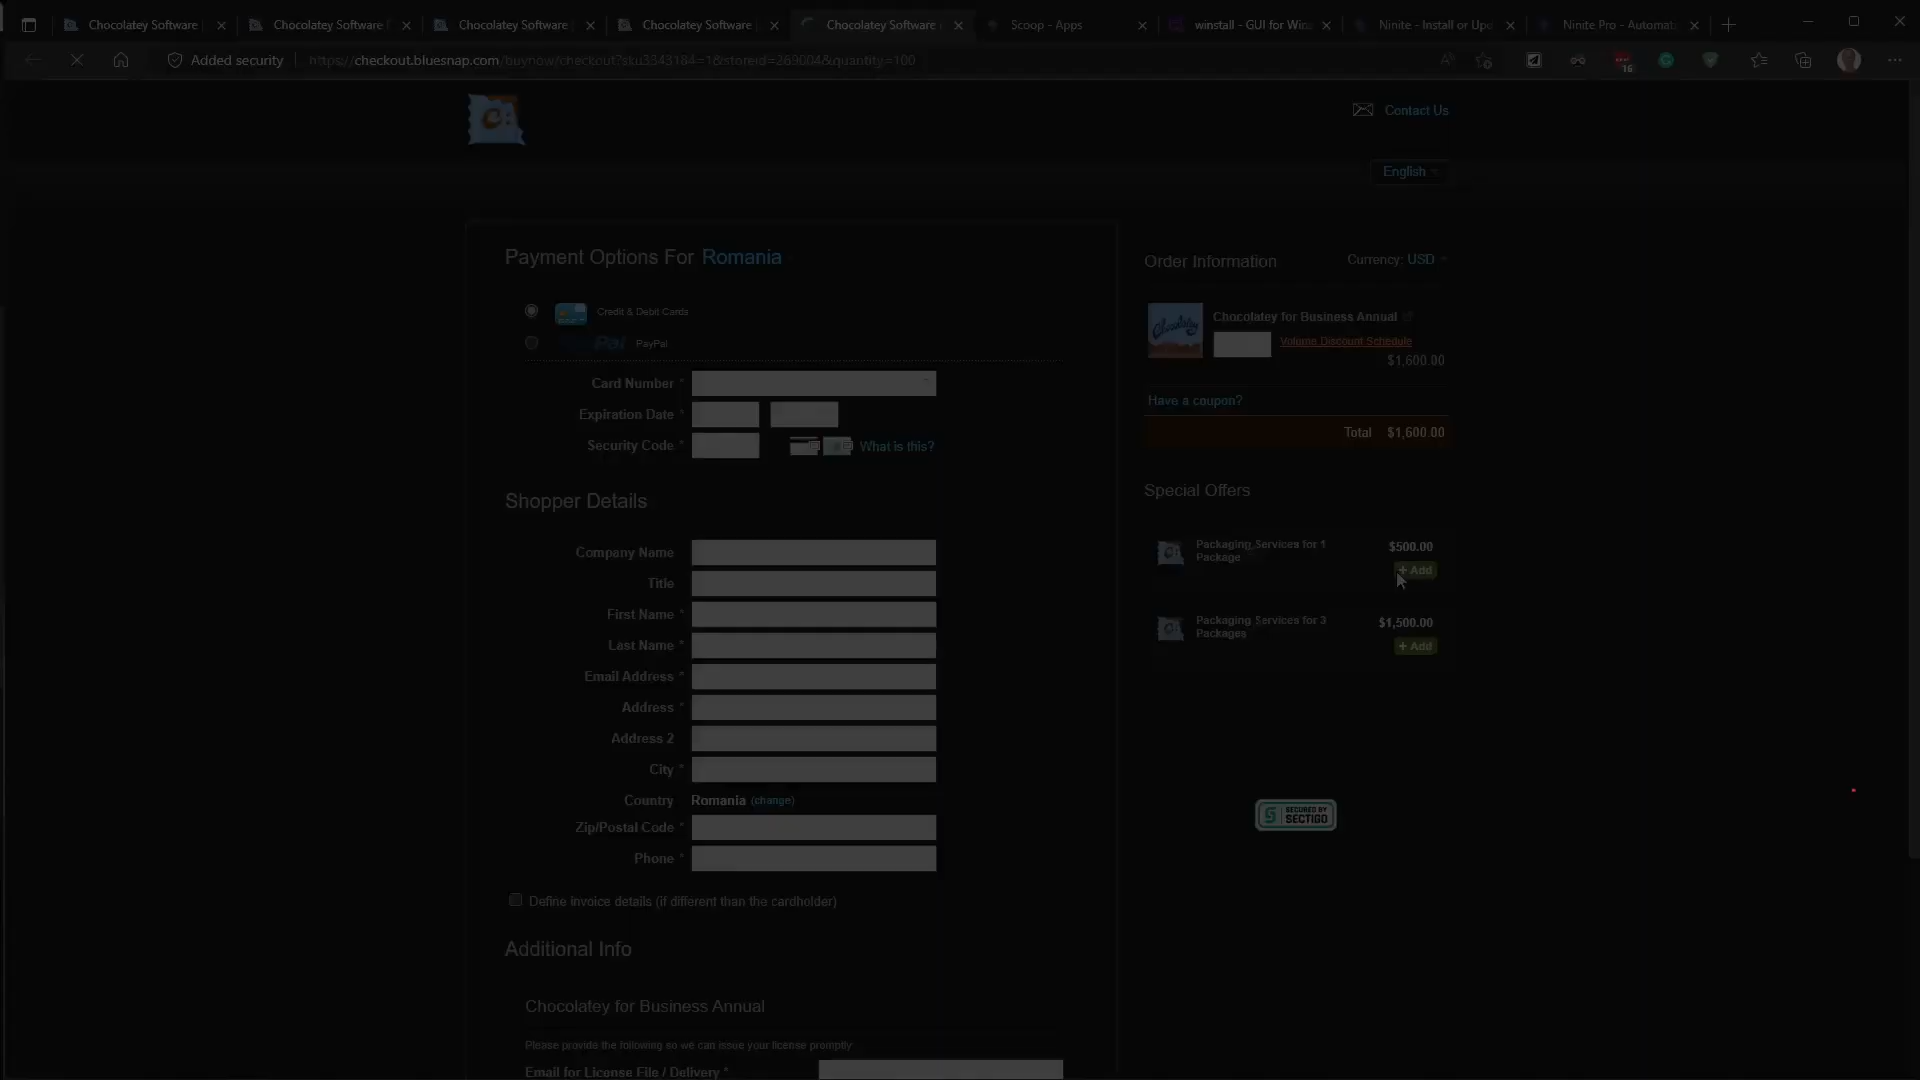 Chocolatey Software
Chocolatey Software
Chocolatey Software
Chocolatey Software
Chocolatey Software
Scoop - Apps
winstall - GUI for Win
Ninite - Install or Up
Ninite Pro - Automat
Added security
https://checkout.bluesnap.com/buynow/checkout?sku3343184=1&storeid=269004&quantity=100
16
Contact Us
English
Payment Options For Romania
Credit & Debit Cards
PayPal
Card Number *
Expiration Date *
Security Code *
What is this?
Shopper Details
Company Name
Title
First Name *
Last Name *
Email Address *
Address *
Address 2
City *
Country Romania (change)
Zip/Postal Code *
Phone *
Define invoice details (if different than the cardholder)
Additional Info
Chocolatey for Business Annual
Please provide the following so we can issue your license promptly
Email for License File / Delivery *
Order Information
Currency: USD
Chocolatey
Chocolatey for Business Annual
Volume Discount Schedule
$1,600.00
Have a coupon?
Total $1,600.00
Special Offers
Packaging Services for 1
Package
$500.00
+ Add
Packaging Services for 3
Packages
$1,500.00
+ Add
SECURED BY
SECTIGO